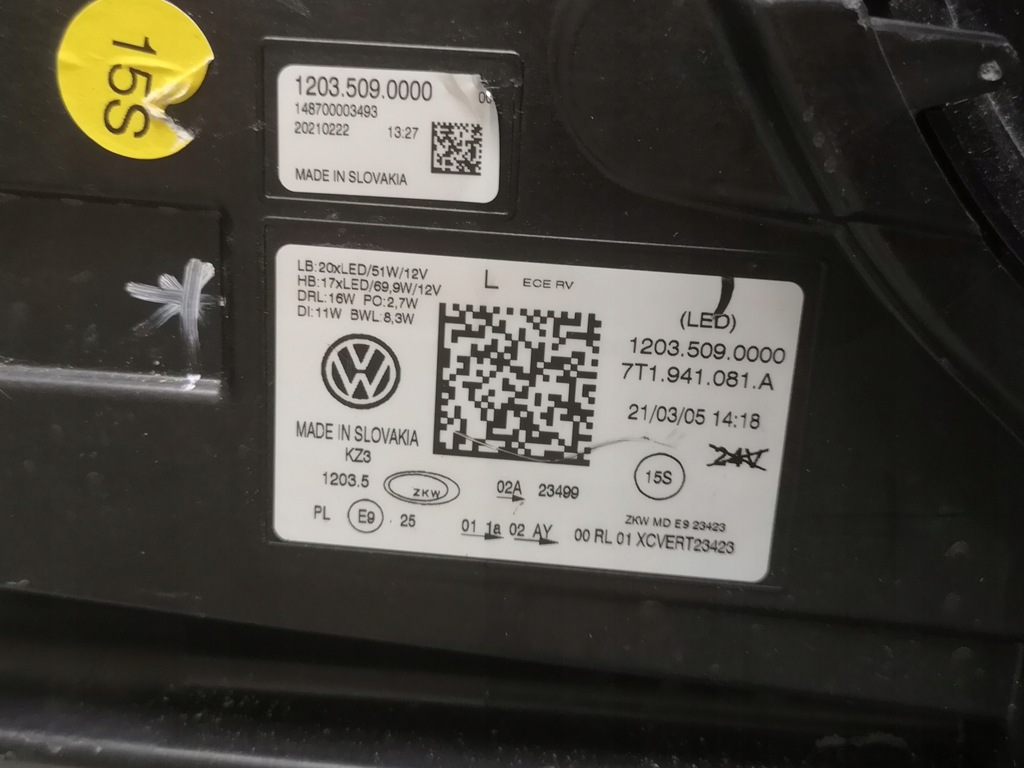 15S
1203.509.0000
00
148700003493
20210222 13:27
MADE IN SLOVAKIA
LB:20xLED/51W/12V
HB:17xLED/69,9W/12V
DRL:16W PO:2,7W
DI:11W BWL:8,3W
L ECE RV
(LED)
1203.509.0000
7T1.941.081.A
21/03/05 14:18
24V
MADE IN SLOVAKIA
KZ3
1203.5 ZKW
02A 23499
15S
PL E9 25
01 1a 02 AY
ZKW MD E9 23423
00 RL 01 XCVERT23423